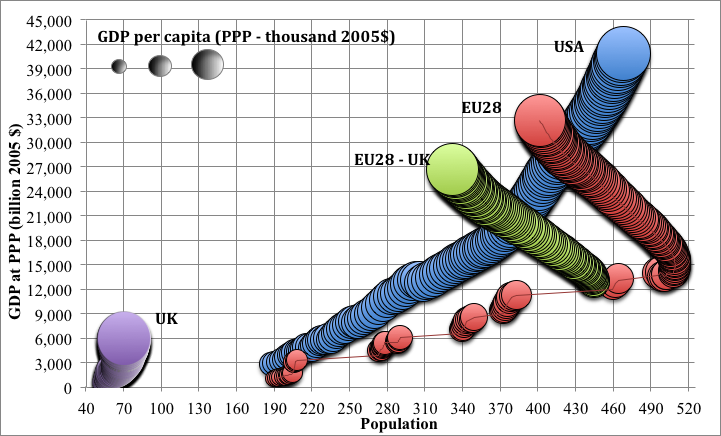 45,000
42,000
39,000
36,000
33,000
30,000
27,000
24,000
21,000
18,000
15,000
12,000
9,000
6,000
3,000
0
GDP at PPP (billion 2005 $)
GDP per capita (PPP - thousand 2005$)
USA
EU28
EU28 - UK
UK
40 70 100 130 160 190 220 250 280 310 340 370 400 430 460 490 520
Population